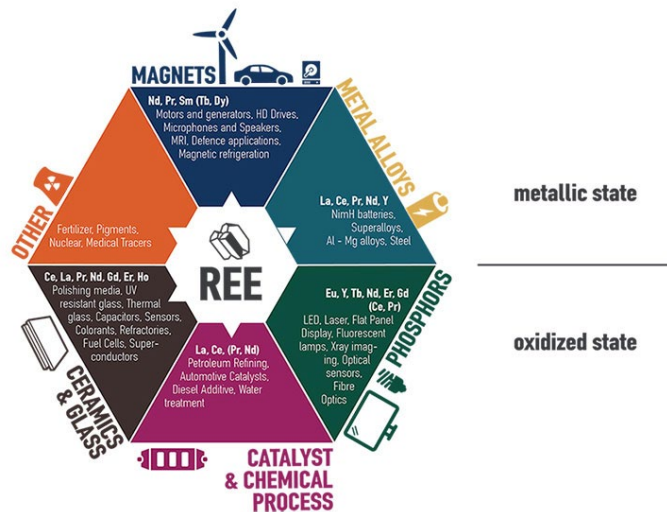 MAGNETS
Nd, Pr, Sm (Tb, Dy)
Motors and generators, HD Drives,
Microphones and Speakers,
MRI, Defence applications,
Magnetic refrigeration
METAL ALLOYS
La, Ce, Pr, Nd, Y
NimH batteries,
Superalloys,
Al - Mg alloys, Steel
metallic state
OTHER
Fertilizer, Pigments,
Nuclear, Medical Tracers
REE
Ce, La, Pr, Nd, Gd, Er, Ho
Polishing media, UV
resistant glass, Thermal
glass, Capacitors, Sensors,
Colorants, Refractories,
Fuel Cells, Super-
conductors
CERAMICS
& GLASS
Eu, Y, Tb, Nd, Er, Gd
(Ce, Pr)
LED, Laser, Flat Panel
Display, Fluorescent
lamps, Xray imag-
ing, Optical
sensors,
Fibre
Optics
PHOSPHORS
oxidized state
La, Ce, (Pr, Nd)
Petroleum Refining,
Automotive Catalysts,
Diesel Additive, Water
treatment
CATALYST
& CHEMICAL
PROCESS